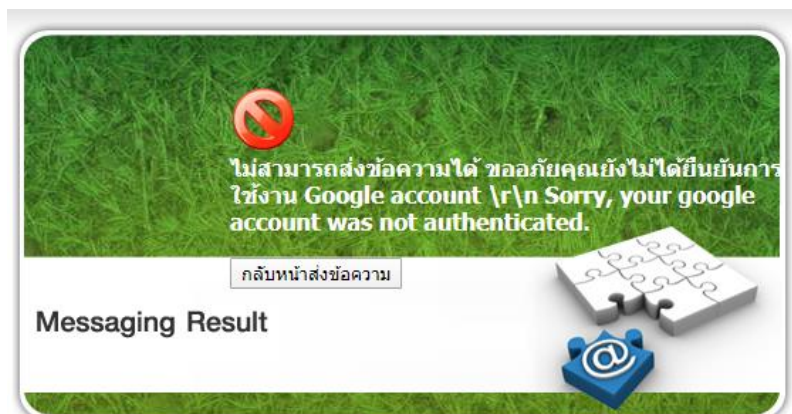 ไม่สามารถส่งข้อความได้ ขออภัยคุณยังไม่ได้ยืนยันการ
ใช้งาน Google account \r\n Sorry, your google
account was not authenticated.
กลับหน้าส่งข้อความ
Messaging Result
@